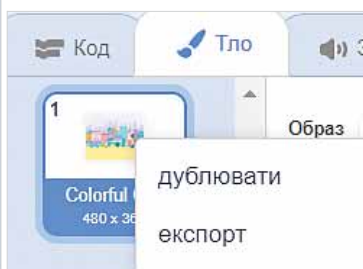 Код
Тло
1
Образ
Colorful
480 x 36
дублювати
експорт